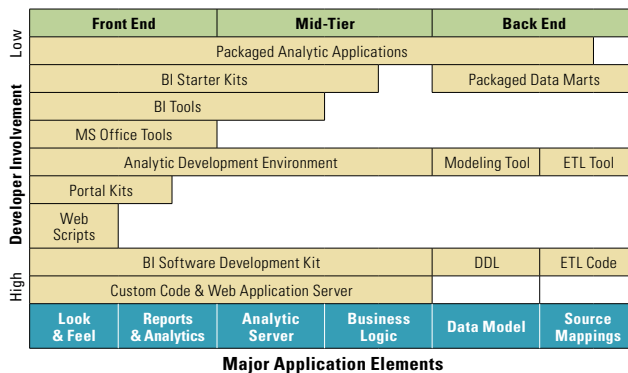 Front End Mid-Tier Back End
Low
Packaged Analytic Applications
BI Starter Kits Packaged Data Marts
BI Tools
MS Office Tools
Developer Involvement
Analytic Development Environment Modeling Tool ETL Tool
Portal Kits
Web
Scripts
High
BI Software Development Kit DDL ETL Code
Custom Code & Web Application Server
Look
& Feel
Reports
& Analytics
Analytic
Server
Business
Logic
Data Model
Source
Mappings
Major Application Elements